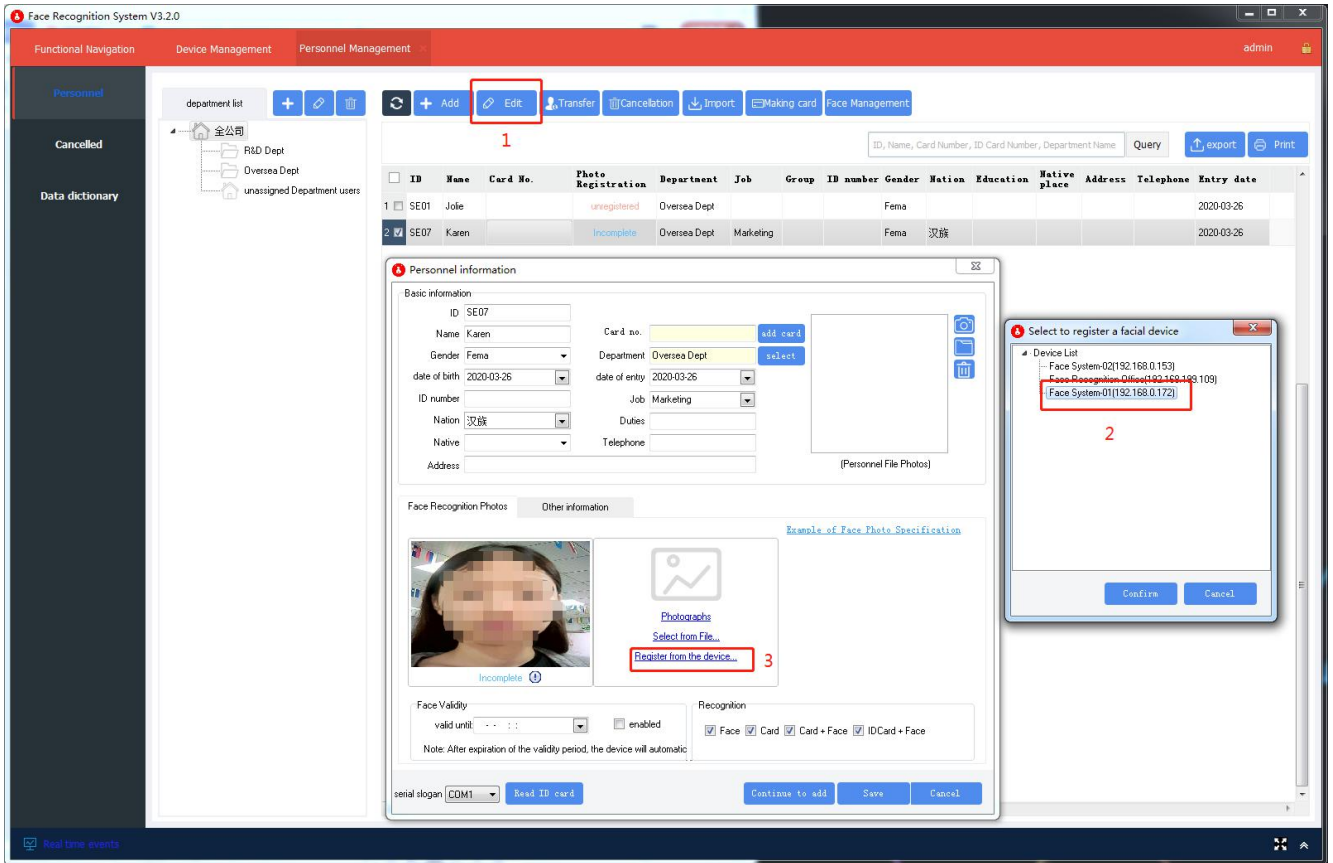 Face Recognition System V3.2.0
Functional Navigation Device Management Personnel Management × admin
Personnel
Cancelled
Data dictionary
department list
全公司
R&D Dept
Oversea Dept
unassigned Department users
+ Add Edit Transfer Cancellation Import Making card Face Management
1
ID, Name, Card Number, ID Card Number, Department Name Query export Print
ID Name Card No. Photo Registration Department Job Group ID number Gender Nation Education Native place Address Telephone Entry date
1 SE01 Jolie unregistered Oversea Dept Fema 2020-03-26
2 SE07 Karen Incomplete Oversea Dept Marketing Fema 汉族 2020-03-26
Personnel information
Basic information
ID SE07
Name Karen Card no. add card
Gender Fema Department Oversea Dept select
date of birth 2020-03-26 date of entry 2020-03-26
ID number Job Marketing
Nation 汉族 Duties
Native Telephone
Address
(Personnel File Photos)
Face Recognition Photos Other information
Example of Face Photo Specification
Photographs
Select from File...
Register from the device... 3
Incomplete
Face Validity
valid until: - - : : enabled
Note: After expiration of the validity period, the device will automatic
Recognition
Face Card Card + Face IDCard + Face
serial slogan COM1 Read ID card Continue to add Save Cancel
Select to register a facial device
Device List
Face System-02(192.168.0.153)
Face Recognition Office(192.168.199.109)
Face System-01(192.168.0.172)
2
Confirm Cancel
Real time events